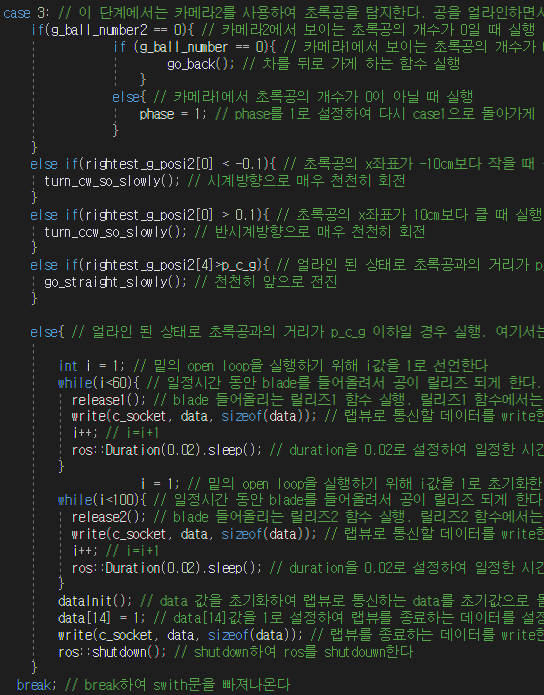 case 3: // 이 단계에서는 카메라2를 사용하여 초록공을 탐지한다. 공을 얼라인하면서
if(g_ball_number2 == 0){ // 카메라2에서 보이는 초록공의 개수가 0일 때 실행
if (g_ball_number == 0){ // 카메라1에서 보이는 초록공의 개수가
go_back(); // 차를 뒤로 가게 하는 함수 실행
}
else{ // 카메라1에서 초록공의 개수가 0이 아닐 때 실행
phase = 1; // phase를 1로 설정하여 다시 case1으로 돌아가게
}
}
else if(rightest_g_posi2[0] < -0.1){ // 초록공의 x좌표가 -10cm보다 작을 때
turn_cw_so_slowly(); // 시계방향으로 매우 천천히 회전
}
else if(rightest_g_posi2[0] > 0.1){ // 초록공의 x좌표가 10cm보다 클 때 실행
turn_ccw_so_slowly(); // 반시계방향으로 매우 천천히 회전
}
else if(rightest_g_posi2[4]>p_c_g){ // 얼라인 된 상태로 초록공과의 거리가 p_
go_straight_slowly(); // 천천히 앞으로 전진
}
else{ // 얼라인 된 상태로 초록공과의 거리가 p_c_g 이하일 경우 실행. 여기서는
int i = 1; // 밑의 open loop을 실행하기 위해 i값을 1로 선언한다
while(i<60){ // 일정시간 동안 blade를 들어올려서 공이 릴리즈 되게 한다.
release1(); // blade 들어올리는 릴리즈1 함수 실행. 릴리즈1 함수에서는
write(c_socket, data, sizeof(data)); // 랩뷰로 통신할 데이터를 write한
i++; // i=i+1
ros::Duration(0.02).sleep(); // duration을 0.02로 설정하여 일정한 시간
}
i = 1; // 밑의 open loop을 실행하기 위해 i값을 1로 초기화한
while(i<100){ // 일정시간 동안 blade를 들어올려서 공이 릴리즈 되게 한다
release2(); // blade 들어올리는 릴리즈2 함수 실행. 릴리즈2 함수에서는
write(c_socket, data, sizeof(data)); // 랩뷰로 통신할 데이터를 write한
i++; // i=i+1
ros::Duration(0.02).sleep(); // duration을 0.02로 설정하여 일정한 시간
}
dataInit(); // data 값을 초기화하여 랩뷰로 통신하는 data를 초기값으로
data[14] = 1; // data[14]값을 1로 설정하여 랩뷰를 종료하는 데이터를 설정
write(c_socket, data, sizeof(data)); // 랩뷰를 종료하는 데이터를 write한
ros::shutdown(); // shutdown하여 ros를 shutdouwn한다
}
break; // break하여 swith문을 빠져나온다